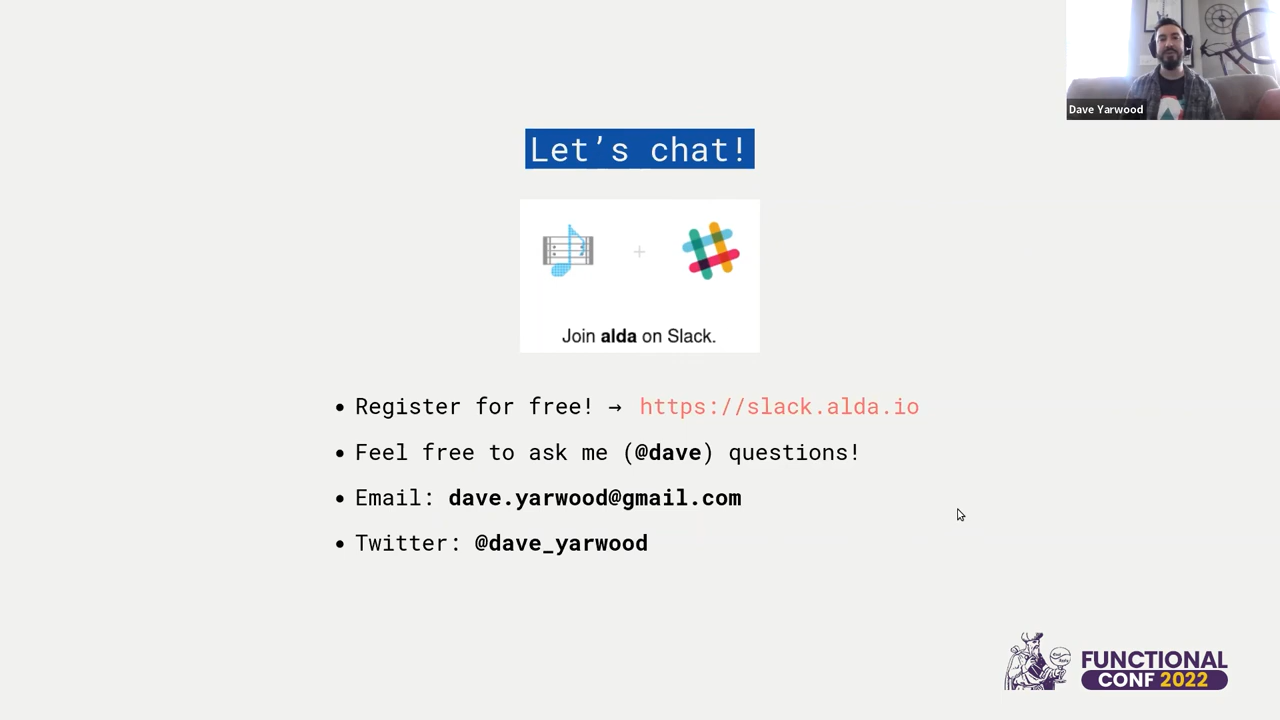 Dave Yarwood
Let’s chat!
+
Join alda on Slack.
• Register for free! → https://slack.alda.io
• Feel free to ask me (@dave) questions!
• Email: dave.yarwood@gmail.com
• Twitter: @dave_yarwood
FUNCTIONAL
CONF 2022